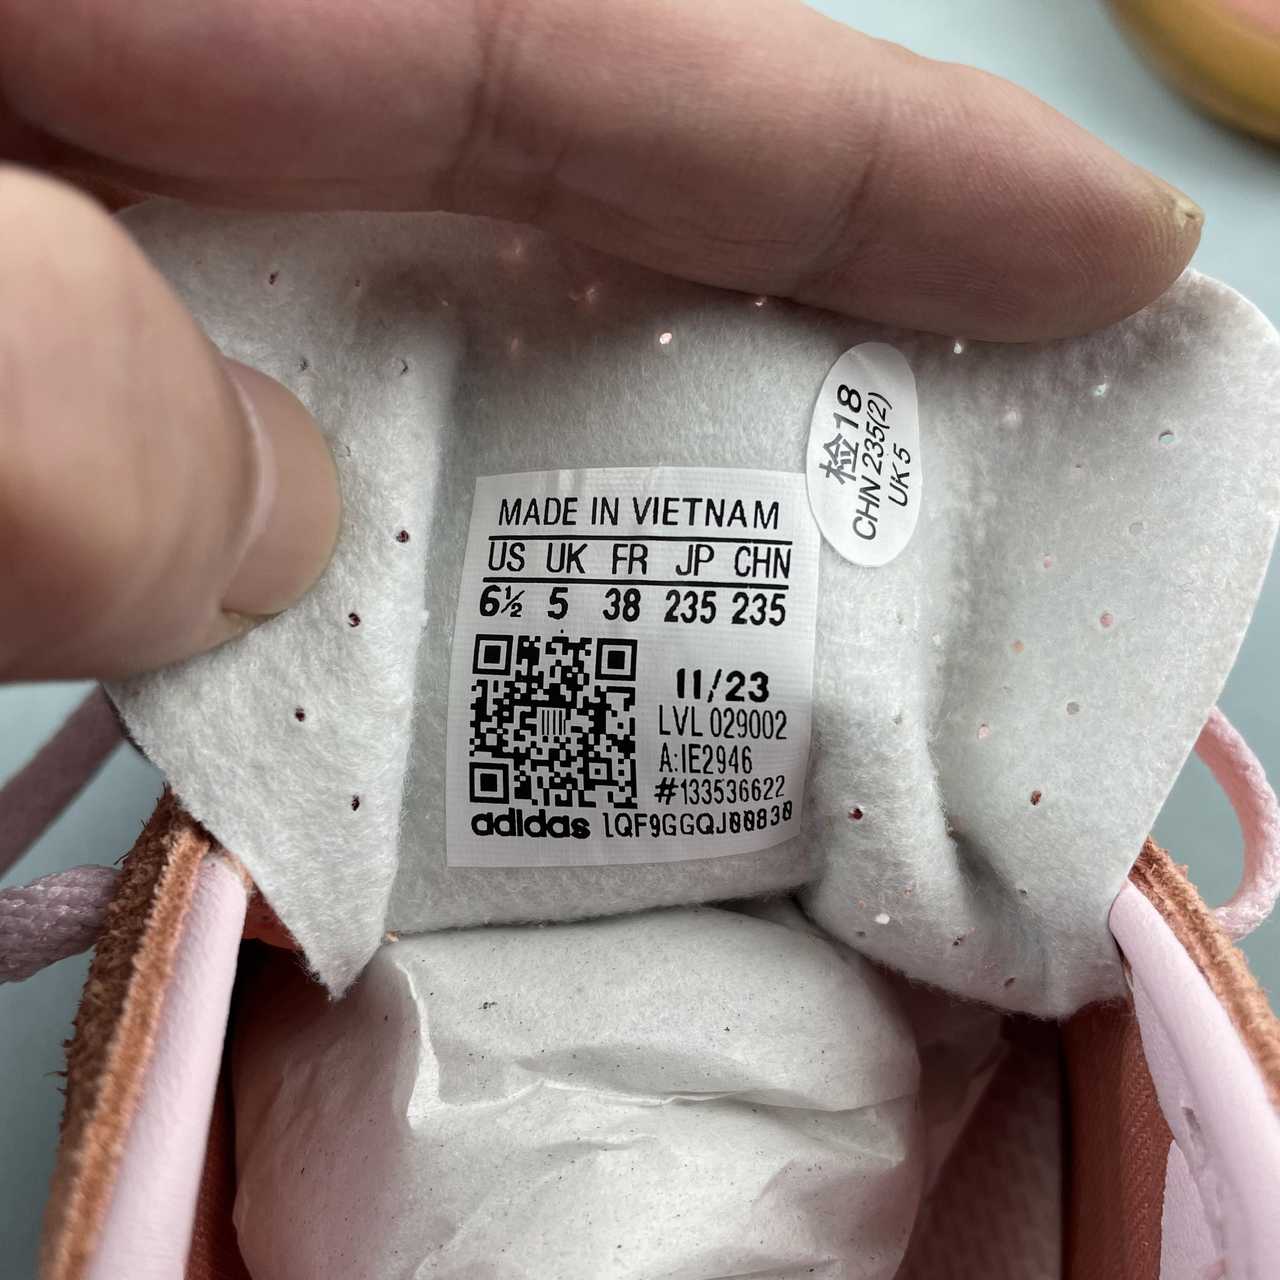 MADE IN VIETNAM
US UK FR JP CHN
6½ 5 38 235 235
11/23
LVL 029002
A:IE2946
#133536622
adidas 1QF9GGQJ00830
检18
CHN 235(2)
UK 5